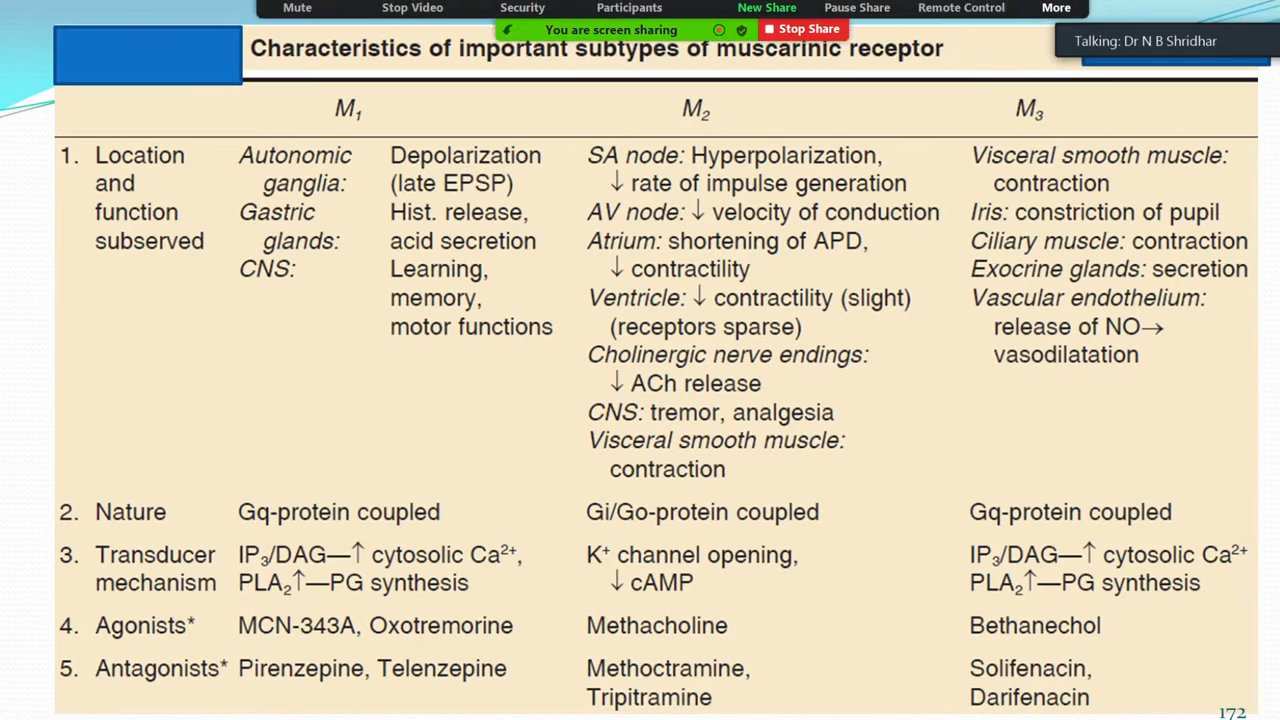 Mute Stop Video Security Participants New Share Pause Share Remote Control More
You are screen sharing Stop Share
Talking: Dr N B Shridhar
Characteristics of important subtypes of muscarinic receptor
M₁ M₂ M₃
1. Location and function subserved
Autonomic ganglia: Depolarization (late EPSP)
Gastric glands: Hist. release, acid secretion
CNS: Learning, memory, motor functions
SA node: Hyperpolarization,
↓ rate of impulse generation
AV node: ↓ velocity of conduction
Atrium: shortening of APD,
↓ contractility
Ventricle: ↓ contractility (slight)
(receptors sparse)
Cholinergic nerve endings:
↓ ACh release
CNS: tremor, analgesia
Visceral smooth muscle:
contraction
Visceral smooth muscle:
contraction
Iris: constriction of pupil
Ciliary muscle: contraction
Exocrine glands: secretion
Vascular endothelium:
release of NO→
vasodilatation
2. Nature Gq-protein coupled Gi/Go-protein coupled Gq-protein coupled
3. Transducer mechanism
IP₃/DAG—↑ cytosolic Ca²⁺,
PLA₂↑—PG synthesis
K⁺ channel opening,
↓ cAMP
IP₃/DAG—↑ cytosolic Ca²⁺
PLA₂↑—PG synthesis
4. Agonists* MCN-343A, Oxotremorine Methacholine Bethanechol
5. Antagonists* Pirenzepine, Telenzepine Methoctramine, Solifenacin,
Tripitramine Darifenacin
172